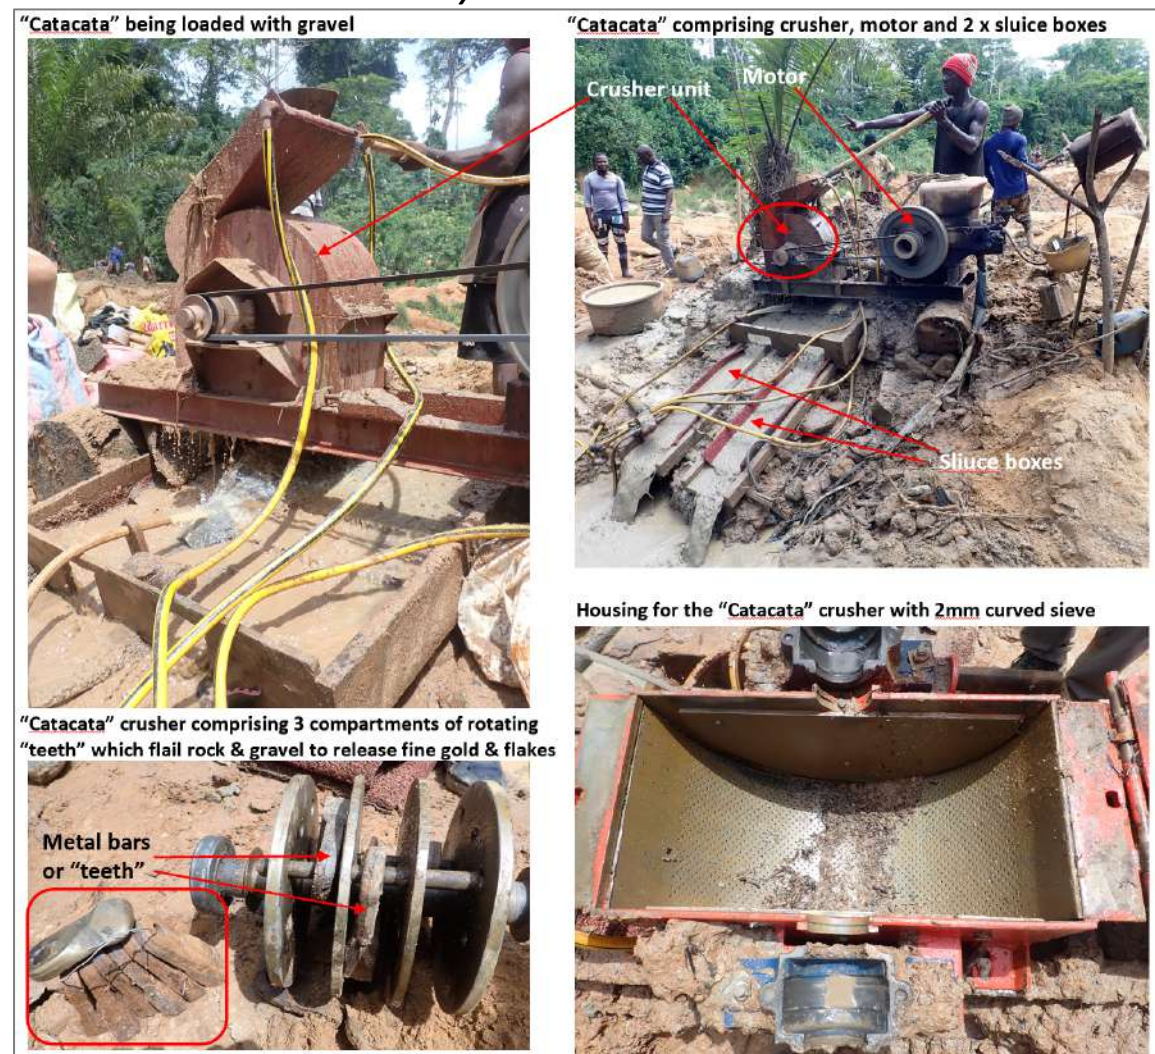 "Catacata" being loaded with gravel
"Catacata" comprising crusher, motor and 2 x sluice boxes
Crusher unit
Motor
Sliuce boxes
"Catacata" crusher comprising 3 compartments of rotating
"teeth" which flail rock & gravel to release fine gold & flakes
Metal bars
or "teeth"
Housing for the "Catacata" crusher with 2mm curved sieve